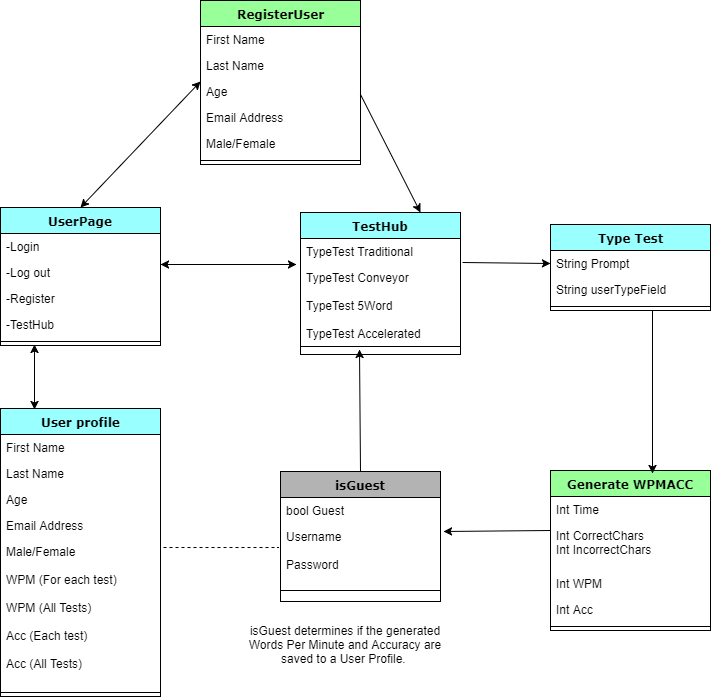 RegisterUser
First Name
Last Name
Age
Email Address
Male/Female
UserPage
-Login
-Log out
-Register
-TestHub
TestHub
TypeTest Traditional
TypeTest Conveyor
TypeTest 5Word
TypeTest Accelerated
Type Test
String Prompt
String userTypeField
User profile
First Name
Last Name
Age
Email Address
Male/Female
WPM (For each test)
WPM (All Tests)
Acc (Each test)
Acc (All Tests)
isGuest
bool Guest
Username
Password
Generate WPMACC
Int Time
Int CorrectChars
Int IncorrectChars
Int WPM
Int Acc
isGuest determines if the generated
Words Per Minute and Accuracy are
saved to a User Profile.